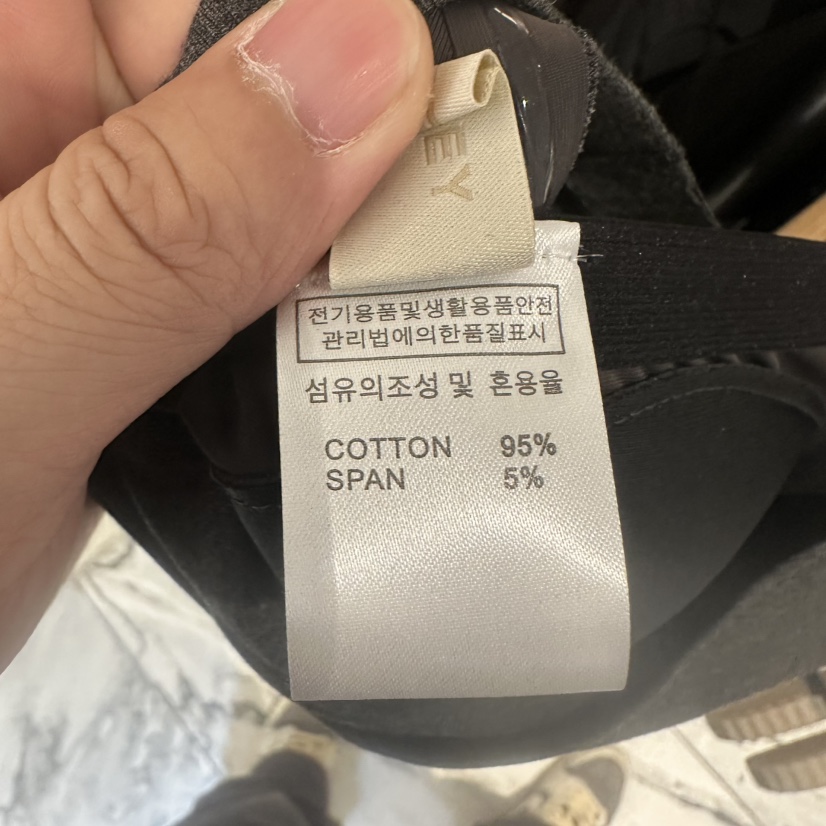 전기용품및생활용품안전
관리법에의한품질표시
섬유의조성 및 혼용율
COTTON 95%
SPAN 5%